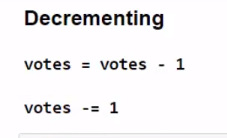 Decrementing
votes = votes - 1
votes -= 1